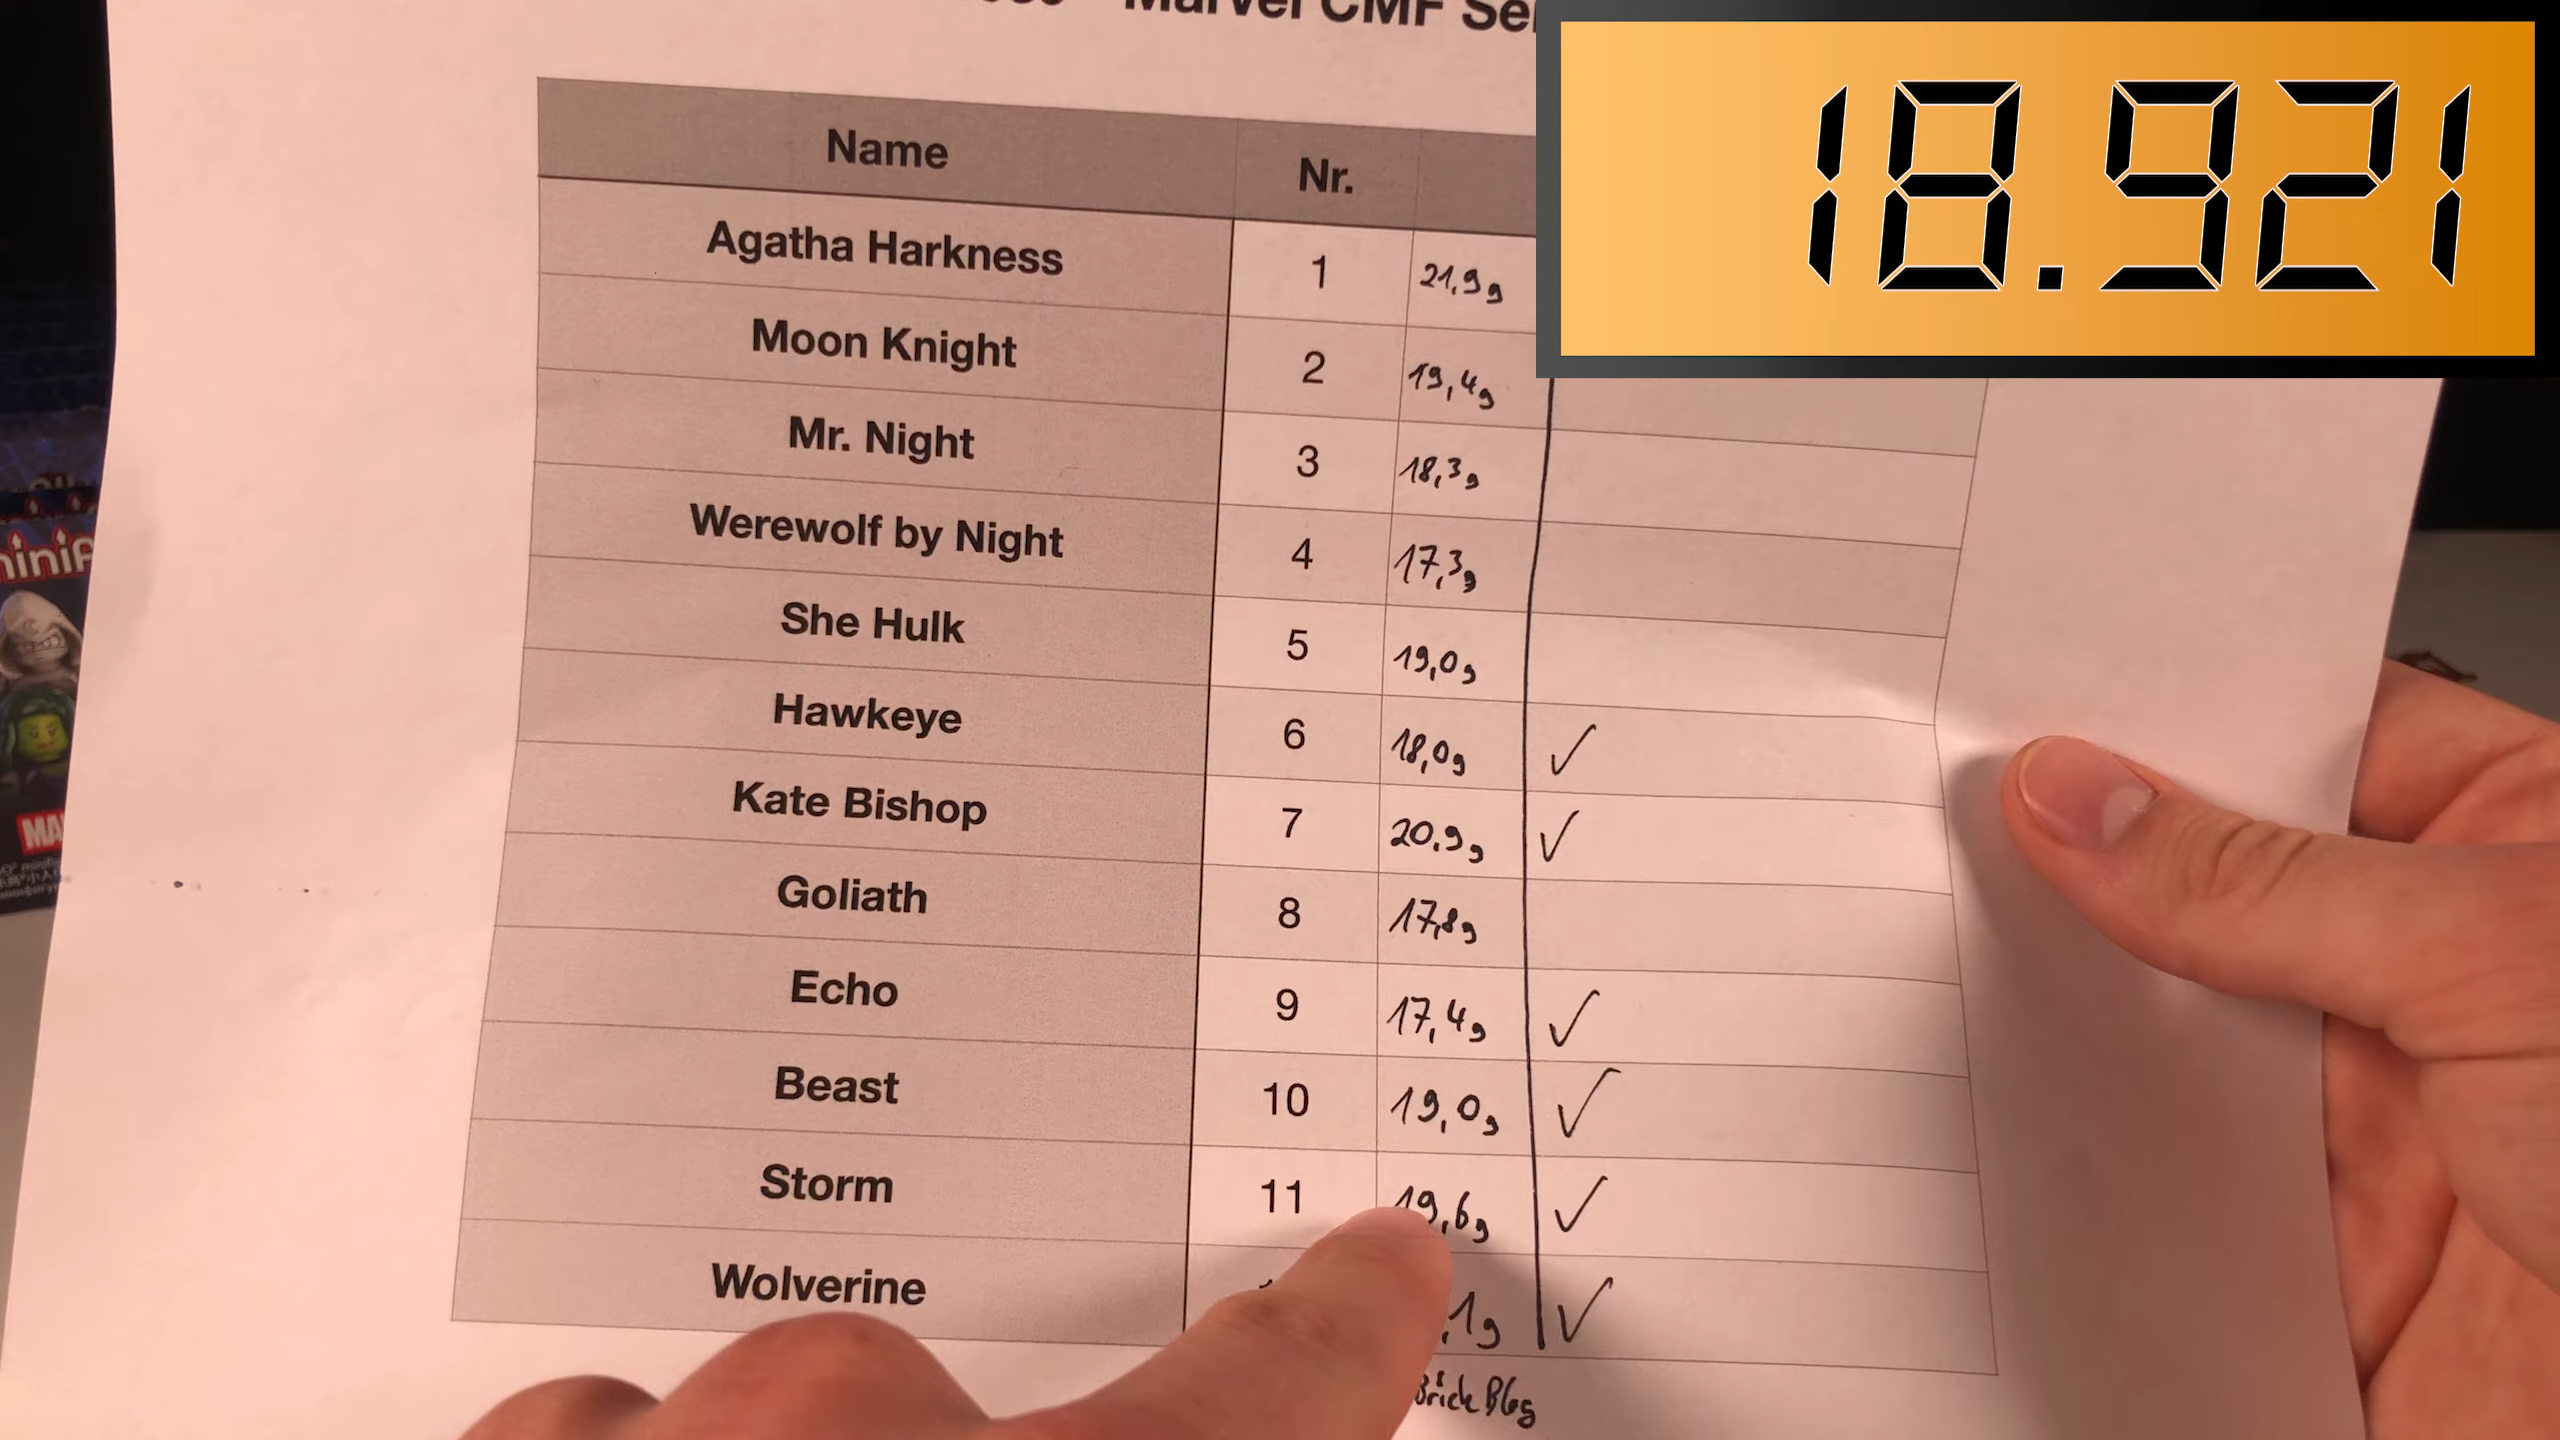 Marvel CMF Se
18.921
Name Nr.
Agatha Harkness 1 21,9g
Moon Knight 2 19,4g
Mr. Night 3 18,3g
Werewolf by Night 4 17,3g
She Hulk 5 19,0g
Hawkeye 6 18,0g ✓
Kate Bishop 7 20,9g ✓
Goliath 8 17,8g
Echo 9 17,4g ✓
Beast 10 19,0g ✓
Storm 11 19,6g ✓
Wolverine ,1g ✓
minif
MA